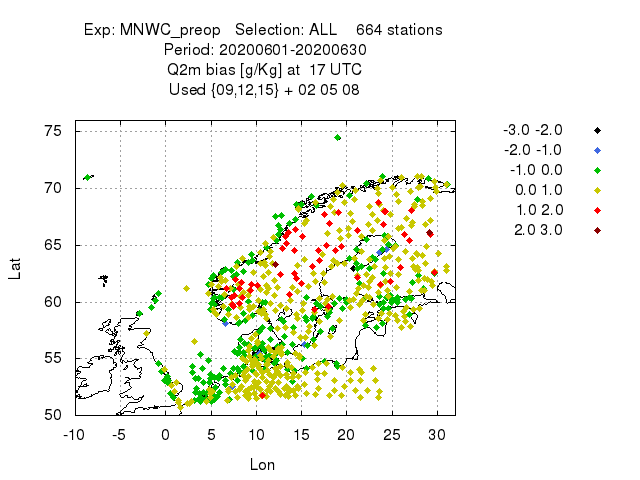 Exp: MNWC_preop   Selection: ALL    664 stations
Period: 20200601-20200630
Q2m bias [g/Kg] at  17 UTC
Used {09,12,15} + 02 05 08
-3.0 -2.0
-2.0 -1.0
-1.0 0.0
0.0 1.0
1.0 2.0
2.0 3.0
75
70
65
60
55
50
Lat
-10 -5 0 5 10 15 20 25 30
Lon